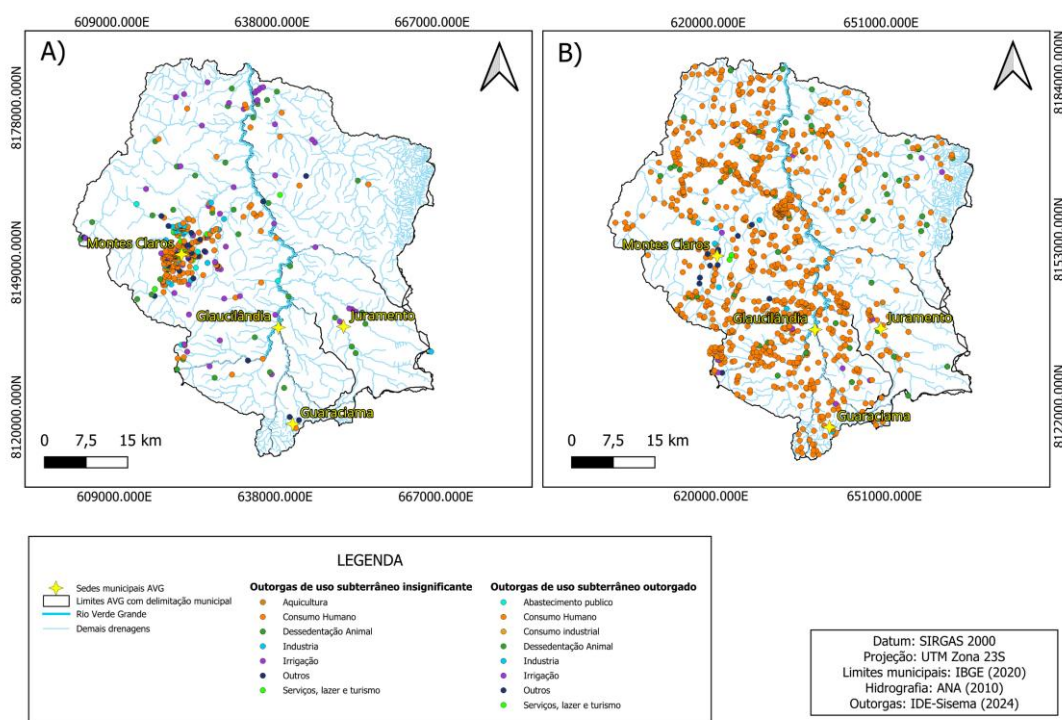 609000.000E 638000.000E 667000.000E
620000.000E 651000.000E
A)
B)
8178000.000N
8149000.000N
8120000.000N
8184000.000N
8153000.000N
8122000.000N
Montes Claros
Glaucilândia
Juramento
Guaraciama
0 7,5 15 km
Montes Claros
Glaucilândia
Juramento
Guaraciama
0 7,5 15 km
609000.000E 638000.000E 667000.000E
620000.000E 651000.000E
LEGENDA
Sedes municipais AVG
Limites AVG com delimitação municipal
Rio Verde Grande
Demais drenagens
Outorgas de uso subterrâneo insignificante
Aquicultura
Consumo Humano
Dessedentação Animal
Industria
Irrigação
Outros
Serviços, lazer e turismo
Outorgas de uso subterrâneo outorgado
Abastecimento publico
Consumo Humano
Consumo industrial
Dessedentação Animal
Industria
Irrigação
Outros
Serviços, lazer e turismo
Datum: SIRGAS 2000
Projeção: UTM Zona 23S
Limites municipais: IBGE (2020)
Hidrografia: ANA (2010)
Outorgas: IDE-Sisema (2024)